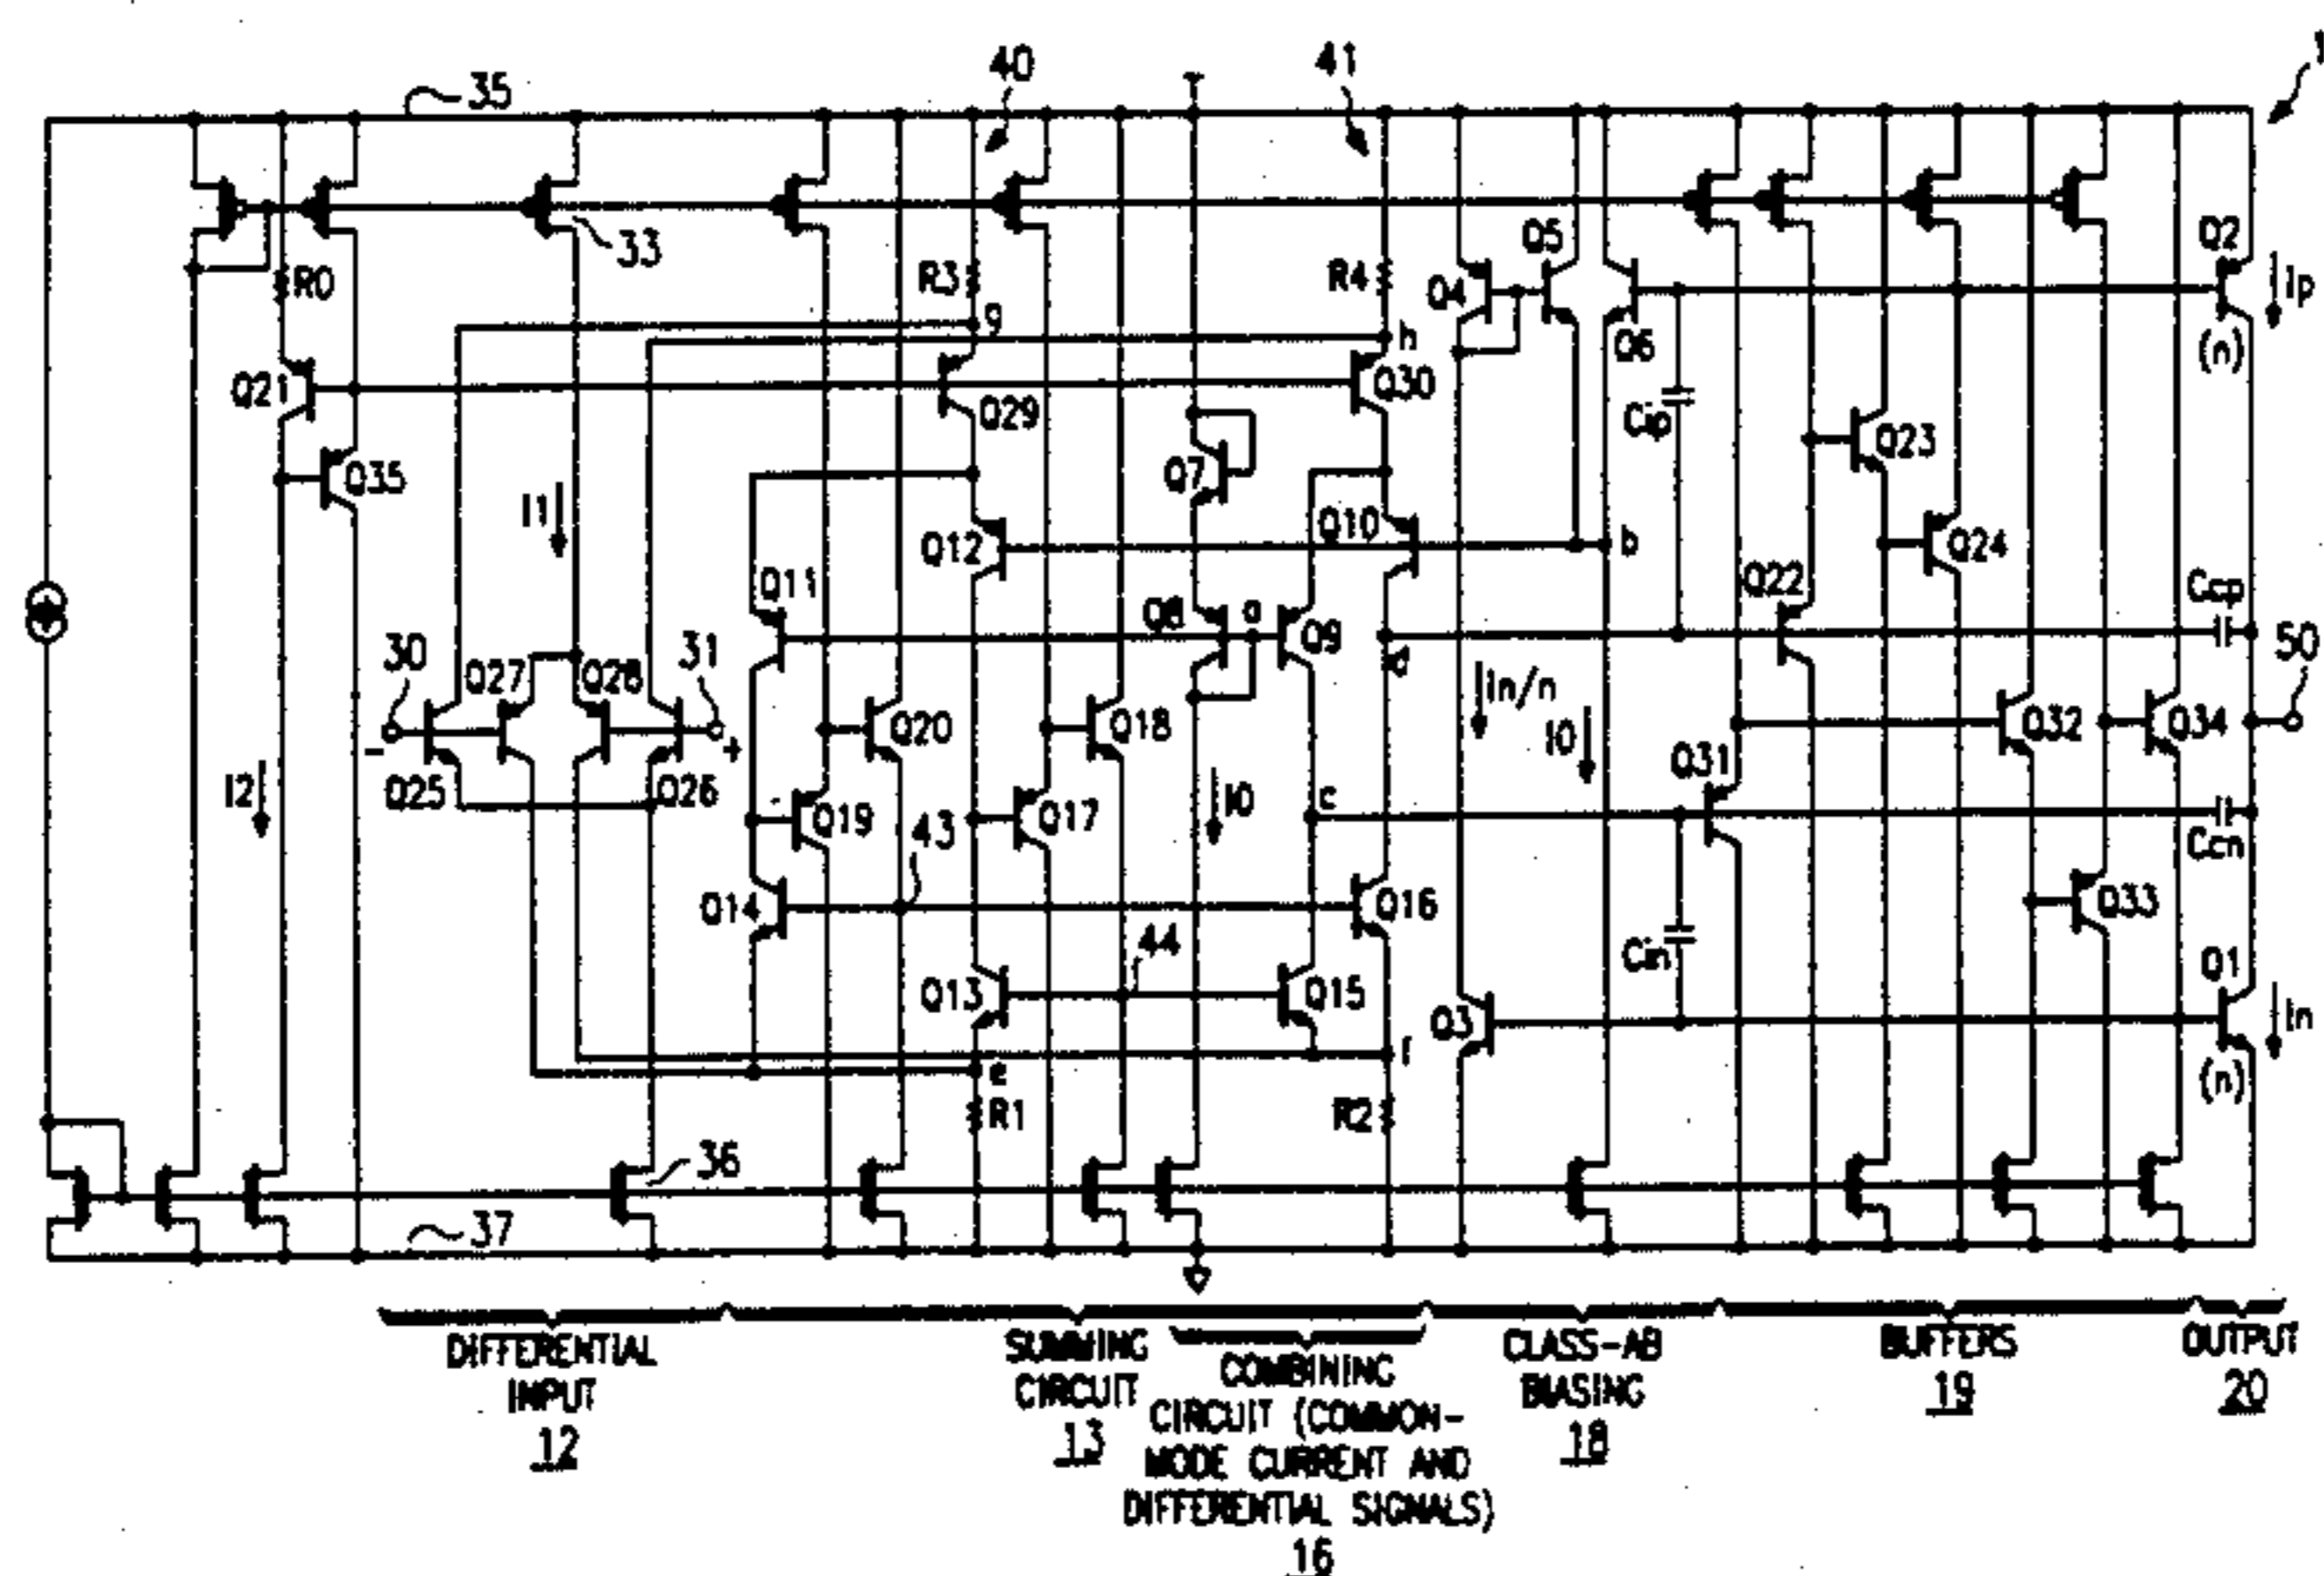 40
41
1
35
33
R0
R3
R4
Q4
Q5
Q6
Q2
Ip
(n)
g
h
Q21
Q29
Q30
Cip
Q23
Q35
Q7
I1
Q12
Q10
b
Q24
Q11
Q8
a
Q9
Q22
Ccp
30
Q27
Q28
31
d
In/n
50
-
+
Q20
Q18
I0
Q32
Q34
I2
Q25
Q26
Q19
43
Q17
I0
c
Q31
Ccn
Q14
44
Q16
Cin
Q33
Q13
Q15
Q3
Q1
In
f
e
(n)
R1
R2
36
37
DIFFERENTIAL
INPUT
12
SUMMING
CIRCUIT
13
COMBINING
CIRCUIT (COMMON-
MODE CURRENT AND
DIFFERENTIAL SIGNALS)
16
CLASS-AB
BIASING
18
BUFFERS
19
OUTPUT
20